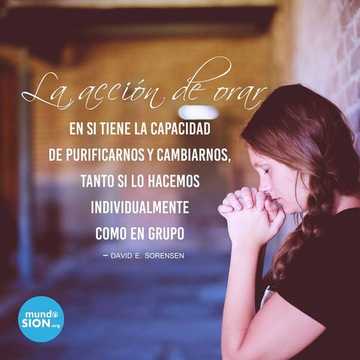 La acción de orar
EN SI TIENE LA CAPACIDAD
DE PURIFICARNOS Y CAMBIARNOS,
TANTO SI LO HACEMOS
INDIVIDUALMENTE
COMO EN GRUPO
– DAVID E. SORENSEN
mundo
SION.org